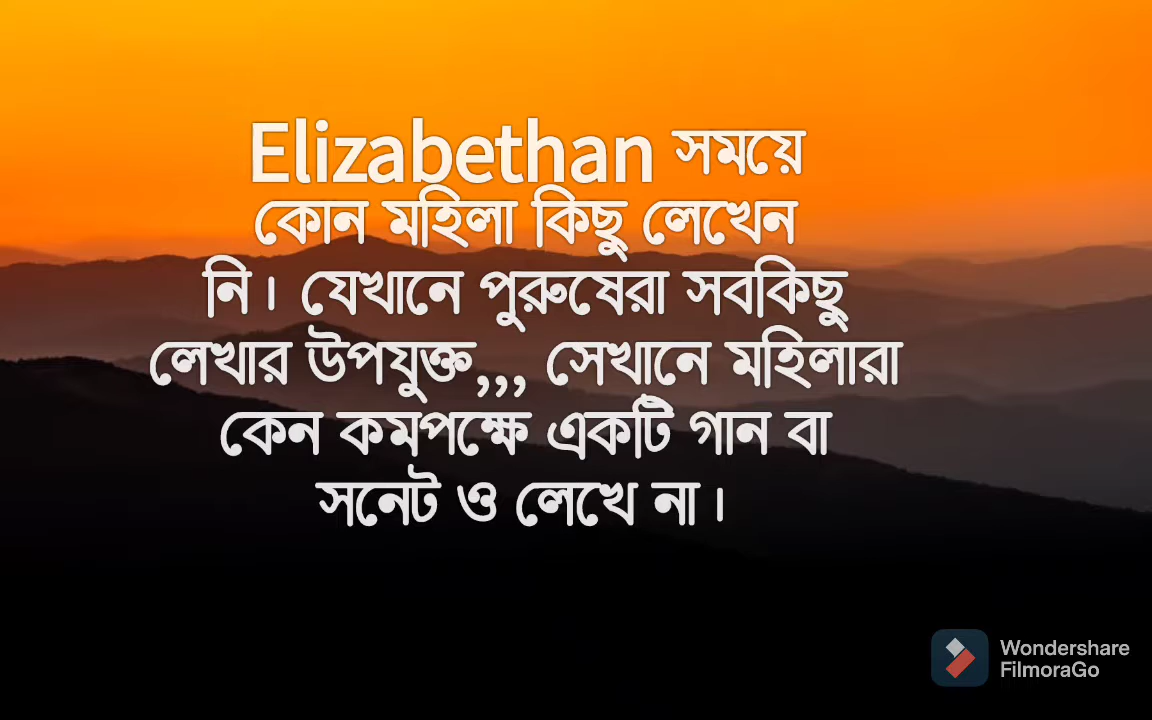 Elizabethan সময়ে
কোন মহিলা কিছু লেখেন
নি। যেখানে পুরুষেরা সবকিছু
লেখার উপযুক্ত,,, সেখানে মহিলারা
কেন কমপক্ষে একটি গান বা
সনেট ও লেখে না।
Wondershare
FilmoraGo